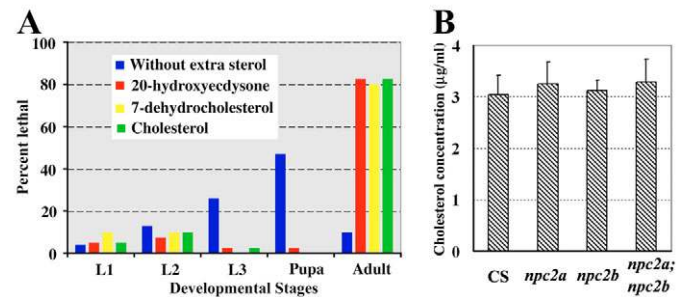 A
B
100
80
60
40
20
0
Percent lethal
Without extra sterol
20-hydroxyecdysone
7-dehydrocholesterol
Cholesterol
L1 L2 L3 Pupa Adult
Developmental Stages
4
3
2
1
0
Cholesterol concentration (µg/ml)
CS npc2a npc2b npc2a;
npc2b